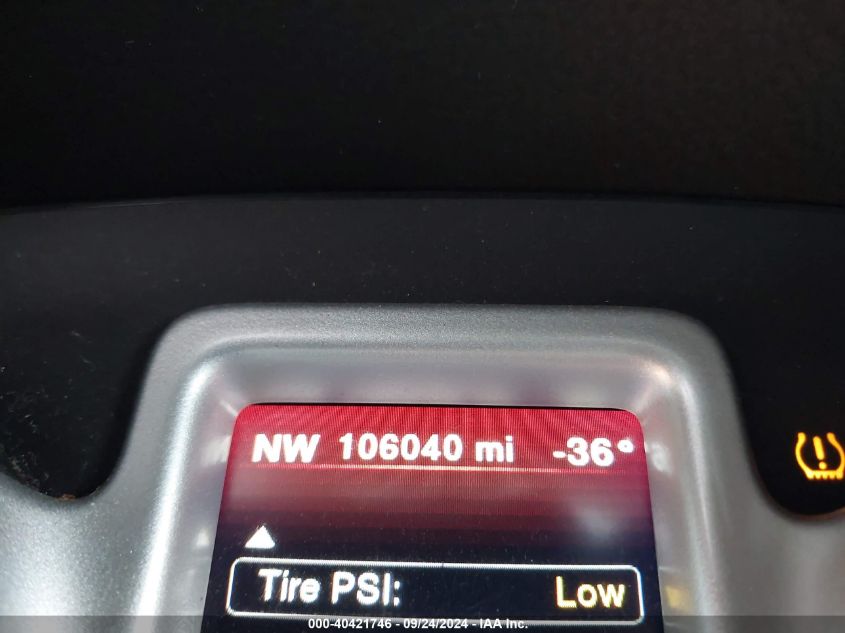 NW 106040 mi -36°
Tire PSI: Low
000-40421746 - 09/24/2024 - IAA Inc.